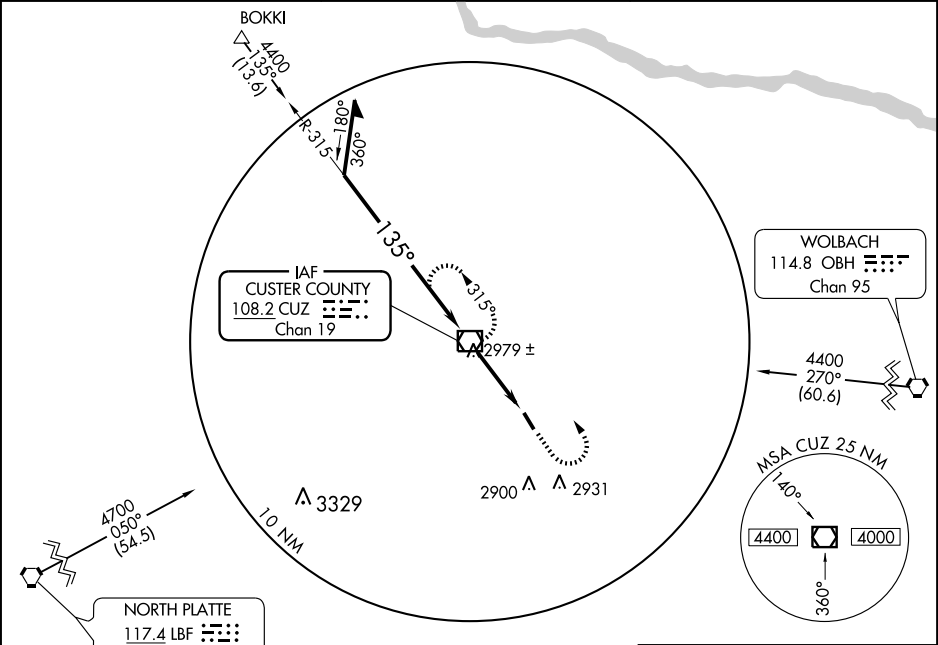 BOKKI
4400
135°
(13.6)
R-315
180°
360°
135°
315°
IAF
CUSTER COUNTY
108.2 CUZ
Chan 19
2979 ±
WOLBACH
114.8 OBH
Chan 95
4400
270°
(60.6)
2900
2931
3329
10 NM
4700
050°
(54.5)
NORTH PLATTE
117.4 LBF
MSA CUZ 25 NM
140°
4400
4000
360°